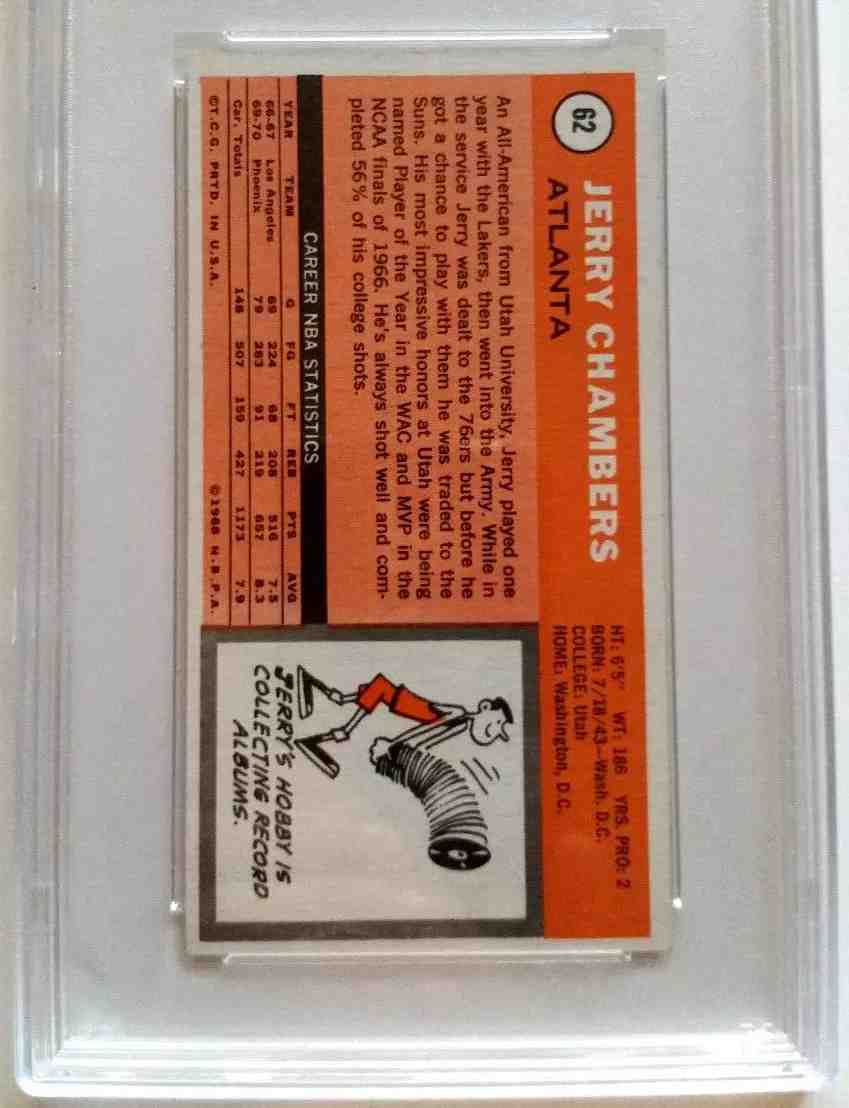 62
JERRY CHAMBERS
ATLANTA
HT: 6'5" WT: 186 YRS. PRO: 2
BORN: 7/18/43—Wash. D.C.
COLLEGE: Utah
HOME: Washington, D.C.
An All-American from Utah University, Jerry played one
year with the Lakers, then went into the Army. While in
the service Jerry was dealt to the 76ers but before he
got a chance to play with them he was traded to the
Suns. His most impressive honors at Utah were being
named Player of the Year in the WAC and MVP in the
NCAA finals of 1966. He's always shot well and com-
pleted 56% of his college shots.
CAREER NBA STATISTICS
YEAR TEAM G FG FT REB PTS AVG
66-67 Los Angeles 69 224 68 208 516 7.5
69-70 Phoenix 79 283 91 219 657 8.3
Car. Totals 148 507 159 427 1173 7.9
©T.C.G. PRTD. IN U.S.A. ©1968 N.B.P.A.
JERRY'S HOBBY IS
COLLECTING RECORD
ALBUMS.